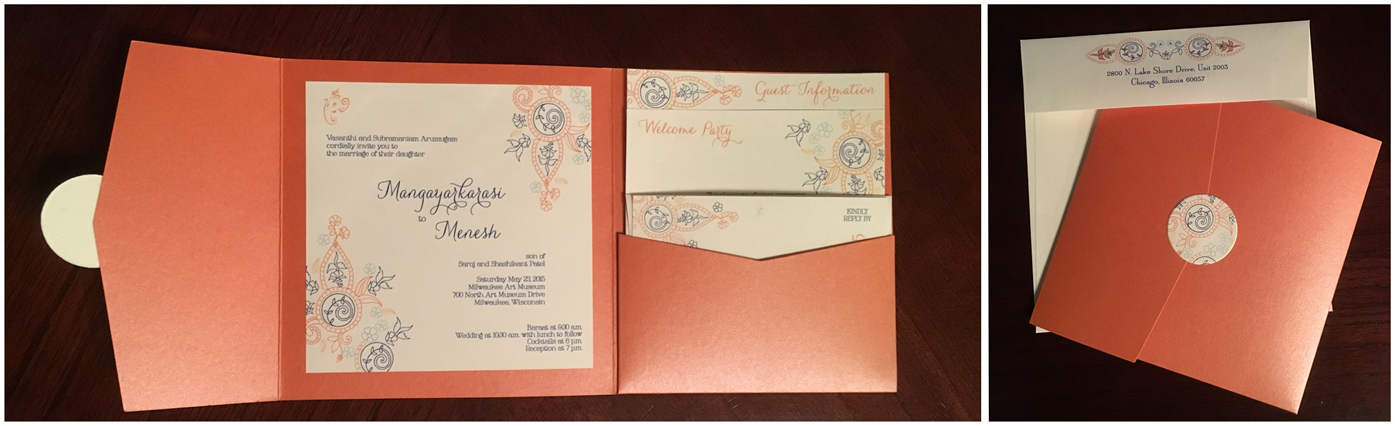 Vasanthi and Subramaniam Arumugam
cordially invite you to
the marriage of their daughter
Mangayarkarasi
&
Menesh
son of
Saroj and Shashikant Patel
Saturday May 23, 2015
Milwaukee Art Museum
700 North Art Museum Drive
Milwaukee, Wisconsin
Baraat at 9:30 a.m.
Wedding at 10:30 a.m. with lunch to follow
Cocktails at 6 p.m.
Reception at 7 p.m.
Guest Information
Welcome Party
KINDLY
REPLY BY
2800 N. Lake Shore Drive, Unit 2003
Chicago, Illinois 60657